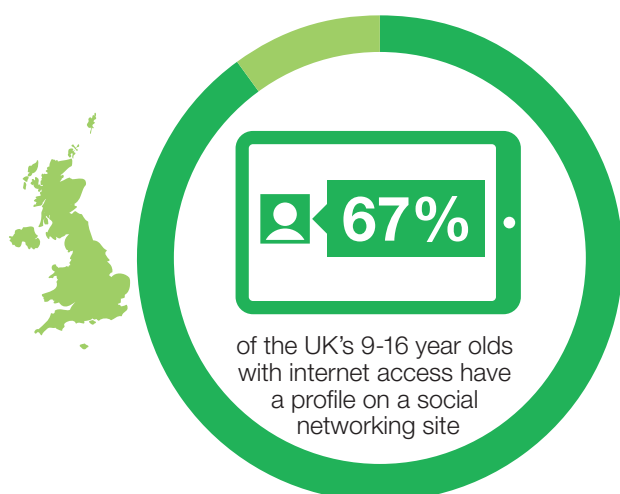 67%
of the UK’s 9-16 year olds
with internet access have
a profile on a social
networking site